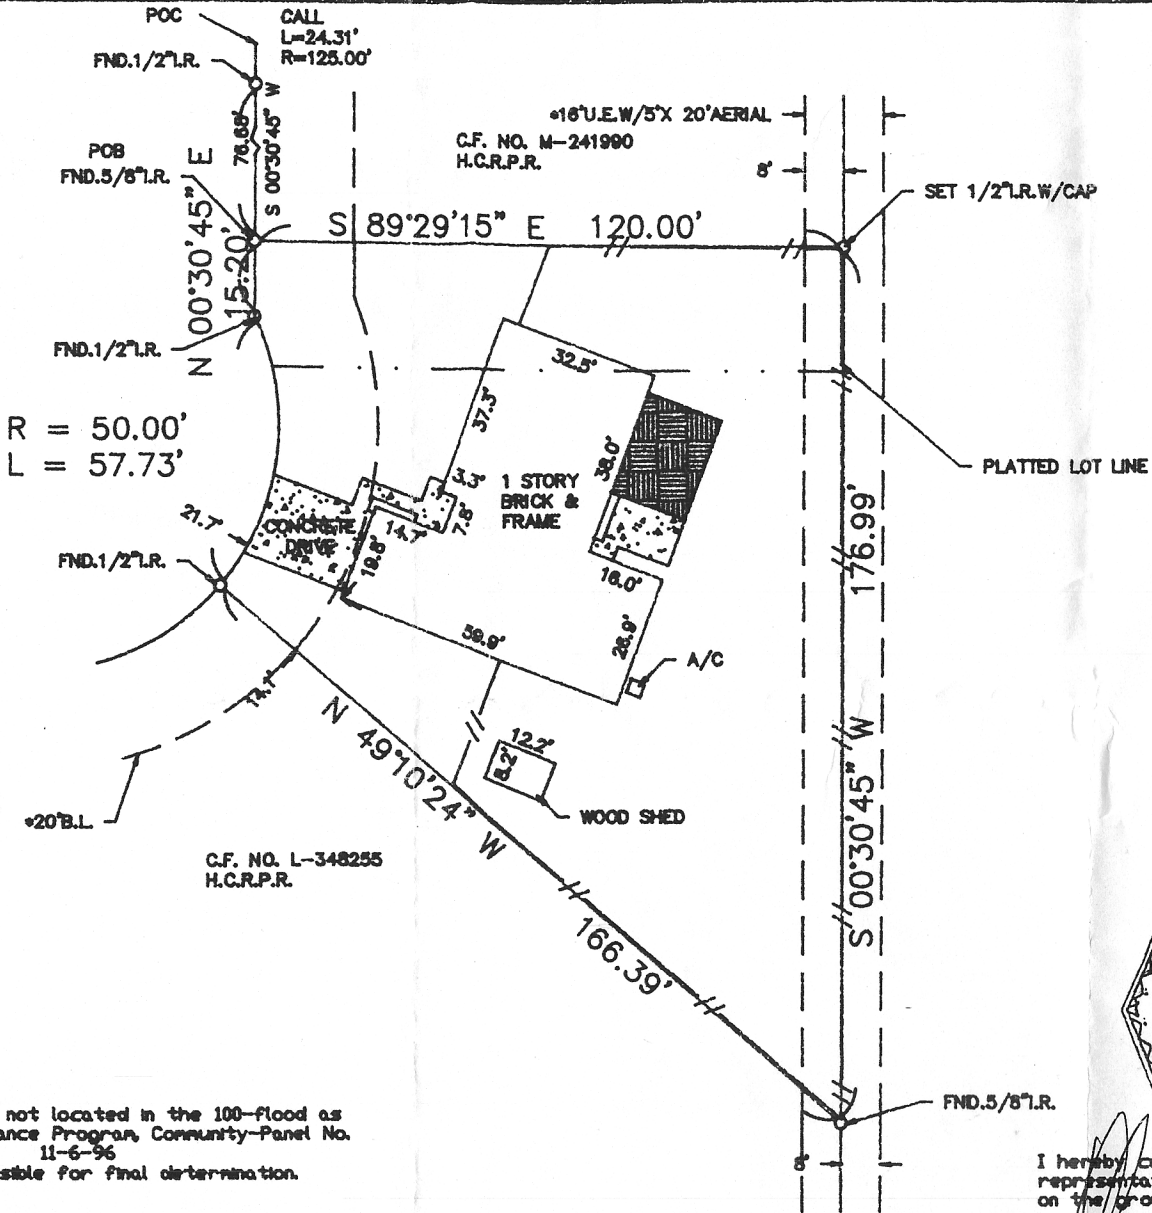 POC
CALL
L=24.31'
R=125.00'
FND.1/2"I.R.
76.68'
S 00°30'45" W
*16'U.E.W/5'X 20'AERIAL
C.F. NO. M-241990
H.C.R.P.R.
8'
POB
FND.5/8"I.R.
SET 1/2"I.R.W/CAP
S 89°29'15" E 120.00'
N 00°30'45" E
15.20'
FND.1/2"I.R.
32.5'
37.3'
R = 50.00'
L = 57.73'
38.0'
3.3'
1 STORY
BRICK &
FRAME
PLATTED LOT LINE
7.8'
21.7'
CONCRETE
DRIVE
14.7'
19.8'
FND.1/2"I.R.
16.0'
176.99'
59.9'
26.9'
A/C
14.1'
N 49°10'24" W
12.2'
8.2'
WOOD SHED
S 00°30'45" W
*20'B.L.
C.F. NO. L-348255
H.C.R.P.R.
166.39'
FND.5/8"I.R.
not located in the 100-flood as
ance Program, Community-Panel No.
11-6-96
sible for final determination.
8'
I hereby c
representa
on the gro